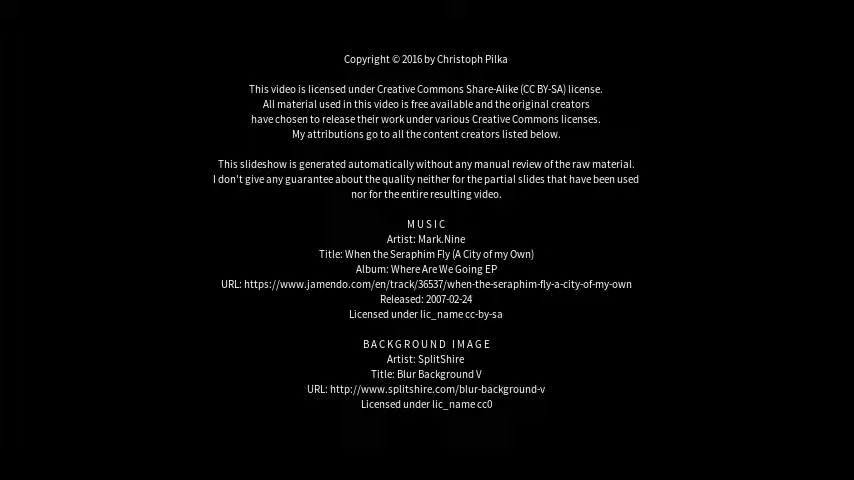 Copyright © 2016 by Christoph Pilka
This video is licensed under Creative Commons Share-Alike (CC BY-SA) license.
All material used in this video is free available and the original creators
have chosen to release their work under various Creative Commons licenses.
My attributions go to all the content creators listed below.
This slideshow is generated automatically without any manual review of the raw material.
I don't give any guarantee about the quality neither for the partial slides that have been used
nor for the entire resulting video.
M U S I C
Artist: Mark.Nine
Title: When the Seraphim Fly (A City of my Own)
Album: Where Are We Going EP
URL: https://www.jamendo.com/en/track/36537/when-the-seraphim-fly-a-city-of-my-own
Released: 2007-02-24
Licensed under lic_name cc-by-sa
B A C K G R O U N D   I M A G E
Artist: SplitShire
Title: Blur Background V
URL: http://www.splitshire.com/blur-background-v
Licensed under lic_name cc0